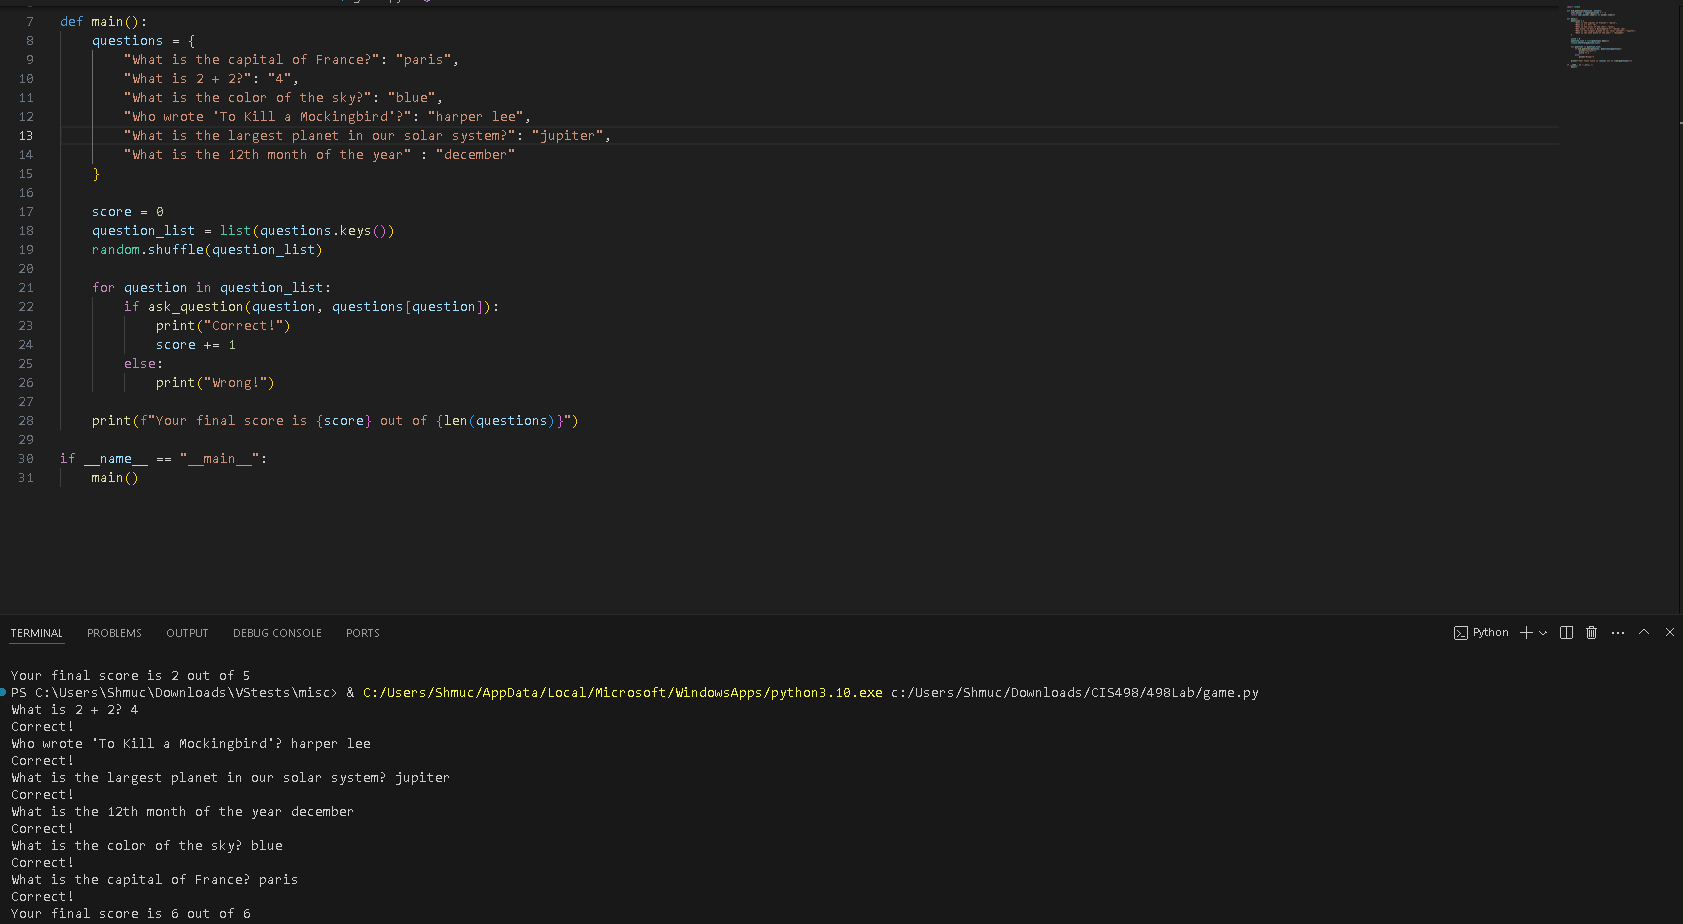 7 def main():
8 questions = {
9 "What is the capital of France?": "paris",
10 "What is 2 + 2?": "4",
11 "What is the color of the sky?": "blue",
12 "Who wrote 'To Kill a Mockingbird'?": "harper lee",
13 "What is the largest planet in our solar system?": "jupiter",
14 "What is the 12th month of the year" : "december"
15 }
16
17 score = 0
18 question_list = list(questions.keys())
19 random.shuffle(question_list)
20
21 for question in question_list:
22 if ask_question(question, questions[question]):
23 print("Correct!")
24 score += 1
25 else:
26 print("Wrong!")
27
28 print(f"Your final score is {score} out of {len(questions)}")
29
30 if __name__ == "__main__":
31 main()
TERMINAL PROBLEMS OUTPUT DEBUG CONSOLE PORTS Python
Your final score is 2 out of 5
PS C:\Users\Shmuc\Downloads\VStests\misc> & C:/Users/Shmuc/AppData/Local/Microsoft/WindowsApps/python3.10.exe c:/Users/Shmuc/Downloads/CIS498/498Lab/game.py
What is 2 + 2? 4
Correct!
Who wrote 'To Kill a Mockingbird'? harper lee
Correct!
What is the largest planet in our solar system? jupiter
Correct!
What is the 12th month of the year december
Correct!
What is the color of the sky? blue
Correct!
What is the capital of France? paris
Correct!
Your final score is 6 out of 6